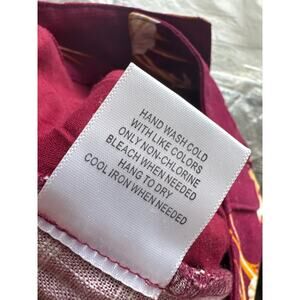 HAND WASH COLD
WITH LIKE COLORS
ONLY NON-CHLORINE
BLEACH WHEN NEEDED
HANG TO DRY
COOL IRON WHEN NEEDED